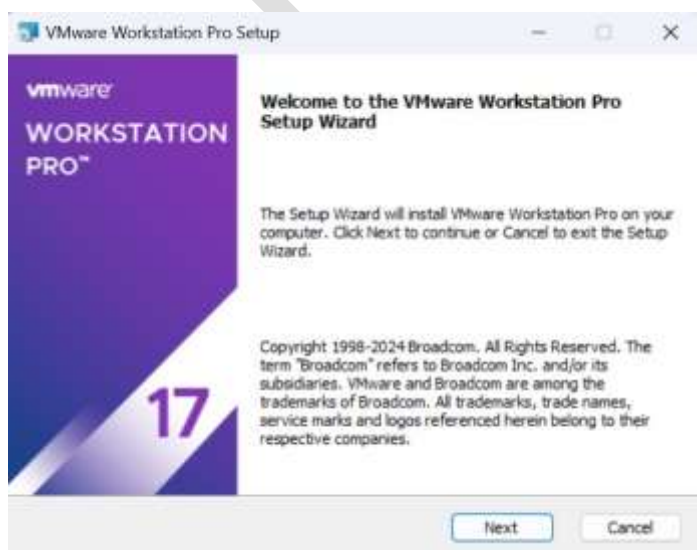 VMware Workstation Pro Setup
vmware
WORKSTATION
PRO™
17
Welcome to the VMware Workstation Pro
Setup Wizard
The Setup Wizard will install VMware Workstation Pro on your
computer. Click Next to continue or Cancel to exit the Setup
Wizard.
Copyright 1998-2024 Broadcom. All Rights Reserved. The
term "Broadcom" refers to Broadcom Inc. and/or its
subsidiaries. VMware and Broadcom are among the
trademarks of Broadcom. All trademarks, trade names,
service marks and logos referenced herein belong to their
respective companies.
Next
Cancel